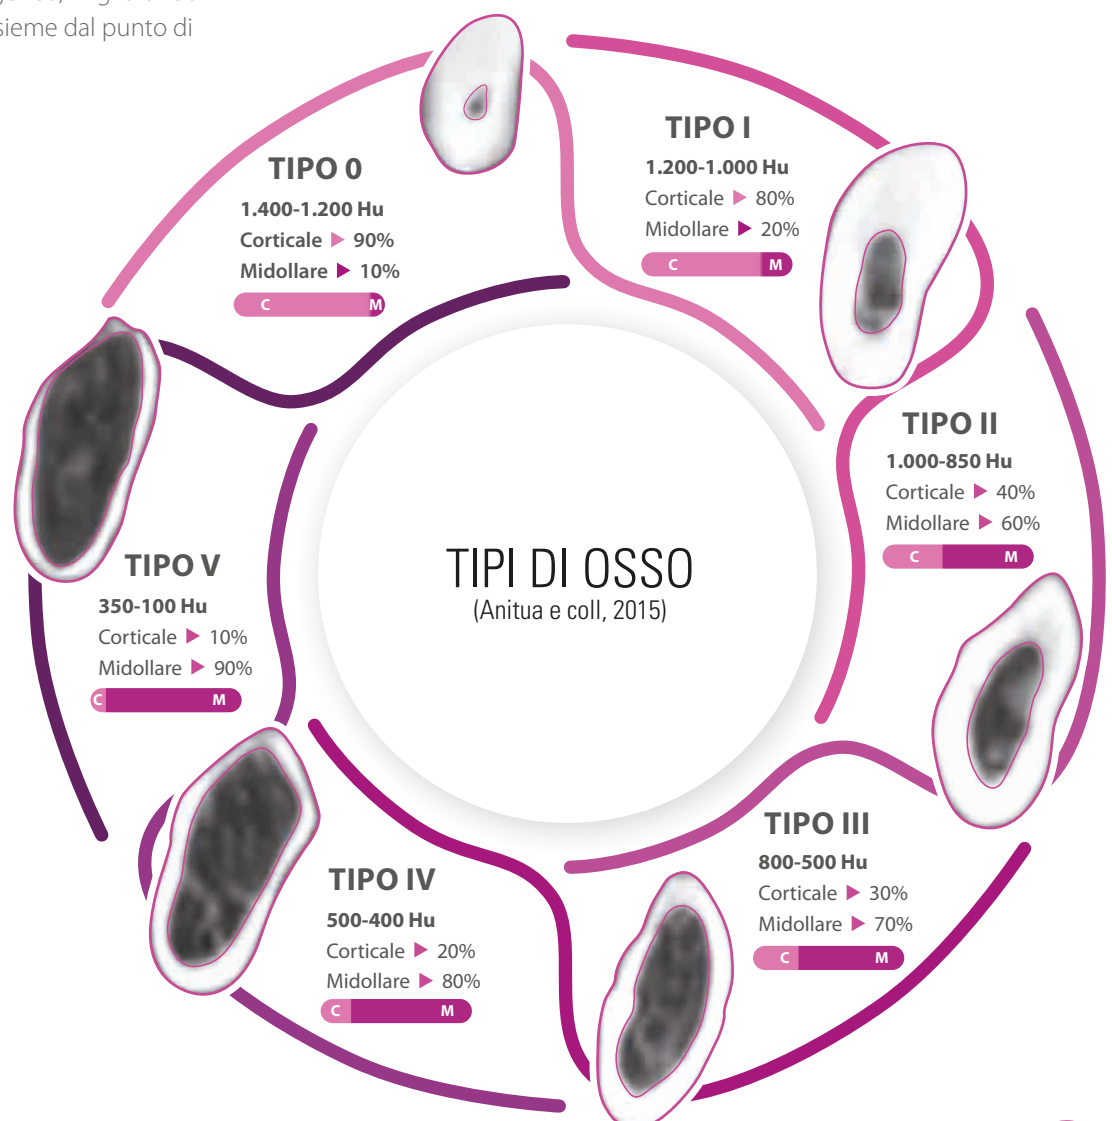 sieme dal punto di
TIPO 0
1.400-1.200 Hu
Corticale ▶ 90%
Midollare ▶ 10%
C M
TIPO I
1.200-1.000 Hu
Corticale ▶ 80%
Midollare ▶ 20%
C M
TIPO II
1.000-850 Hu
Corticale ▶ 40%
Midollare ▶ 60%
C M
TIPI DI OSSO
(Anitua e coll, 2015)
TIPO V
350-100 Hu
Corticale ▶ 10%
Midollare ▶ 90%
C M
TIPO III
800-500 Hu
Corticale ▶ 30%
Midollare ▶ 70%
C M
TIPO IV
500-400 Hu
Corticale ▶ 20%
Midollare ▶ 80%
C M